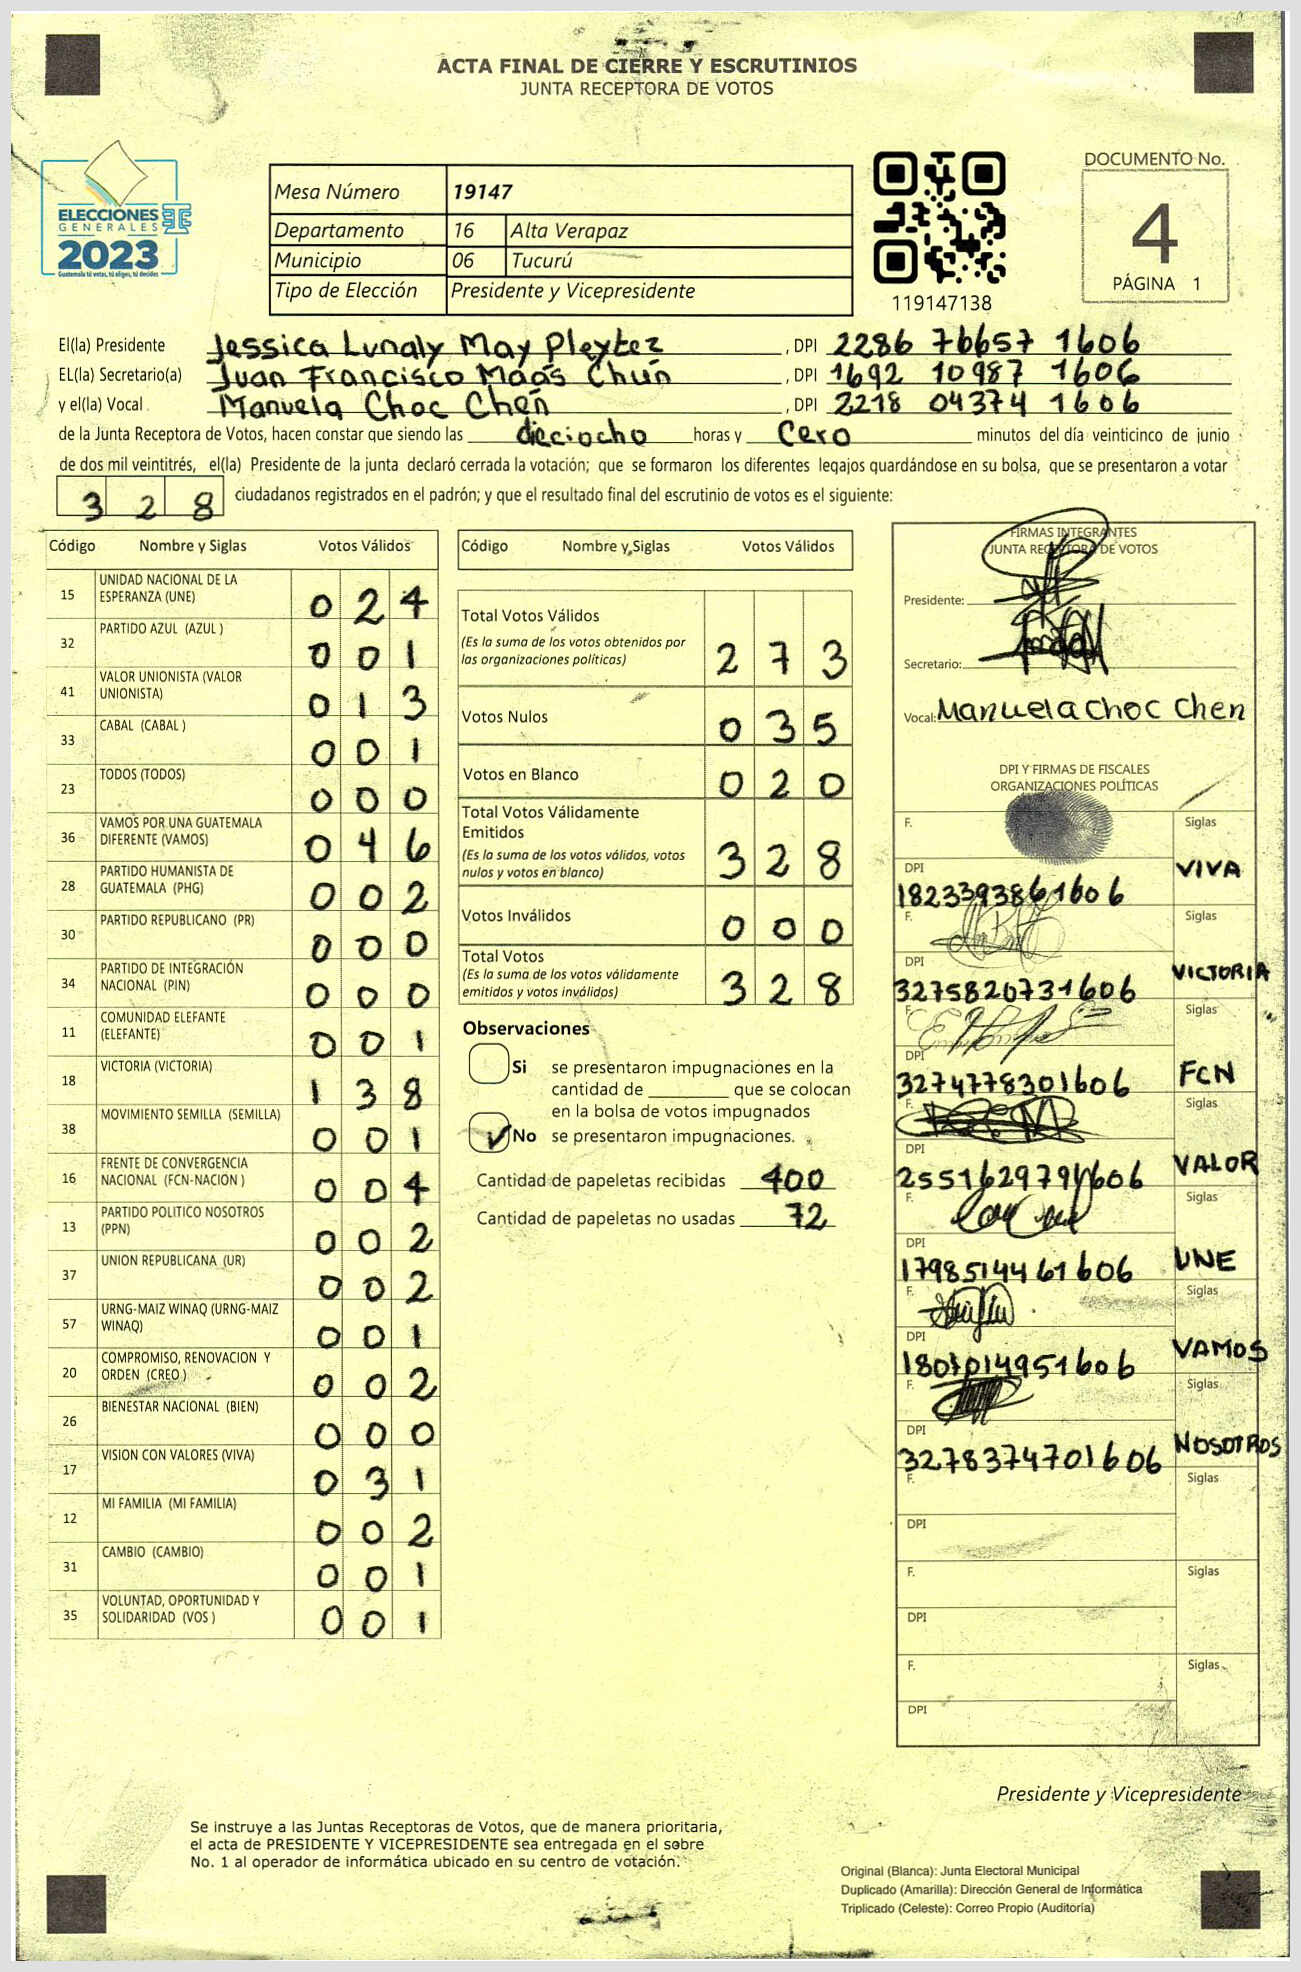 ACTA FINAL DE CIERRE Y ESCRUTINIOS
JUNTA RECEPTORA DE VOTOS
ELECCIONES
GENERALES
2023
Guatemala tú votas, tú eliges, tú decides
Mesa Número 19147
Departamento 16 Alta Verapaz
Municipio 06 Tucurú
Tipo de Elección Presidente y Vicepresidente
119147138
DOCUMENTO No.
4
PÁGINA 1
El(la) Presidente Jessica Lunaly May Pleytez , DPI 2286 76657 1606
EL(la) Secretario(a) Juan Francisco Maás Chún , DPI 1692 10987 1606
y el(la) Vocal Manuela Choc Chen , DPI 2218 04374 1606
de la Junta Receptora de Votos, hacen constar que siendo las dieciocho horas y cero minutos del día veinticinco de junio
de dos mil veintitrés, el(la) Presidente de la junta declaró cerrada la votación; que se formaron los diferentes legajos guardándose en su bolsa, que se presentaron a votar
3 2 8 ciudadanos registrados en el padrón; y que el resultado final del escrutinio de votos es el siguiente:
Código Nombre y Siglas Votos Válidos
15 UNIDAD NACIONAL DE LA
ESPERANZA (UNE) 0 2 4
32 PARTIDO AZUL (AZUL ) 0 0 1
41 VALOR UNIONISTA (VALOR
UNIONISTA) 0 1 3
33 CABAL (CABAL ) 0 0 1
23 TODOS (TODOS) 0 0 0
36 VAMOS POR UNA GUATEMALA
DIFERENTE (VAMOS) 0 4 6
28 PARTIDO HUMANISTA DE
GUATEMALA (PHG) 0 0 2
30 PARTIDO REPUBLICANO (PR) 0 0 0
34 PARTIDO DE INTEGRACIÓN
NACIONAL (PIN) 0 0 0
11 COMUNIDAD ELEFANTE
(ELEFANTE) 0 0 1
18 VICTORIA (VICTORIA) 1 3 8
38 MOVIMIENTO SEMILLA (SEMILLA) 0 0 1
16 FRENTE DE CONVERGENCIA
NACIONAL (FCN-NACION ) 0 0 4
13 PARTIDO POLITICO NOSOTROS
(PPN) 0 0 2
37 UNION REPUBLICANA (UR) 0 0 2
57 URNG-MAIZ WINAQ (URNG-MAIZ
WINAQ) 0 0 1
20 COMPROMISO, RENOVACION Y
ORDEN (CREO ) 0 0 2
26 BIENESTAR NACIONAL (BIEN) 0 0 0
17 VISION CON VALORES (VIVA) 0 3 1
12 MI FAMILIA (MI FAMILIA) 0 0 2
31 CAMBIO (CAMBIO) 0 0 1
35 VOLUNTAD, OPORTUNIDAD Y
SOLIDARIDAD (VOS ) 0 0 1
Código Nombre y Siglas Votos Válidos
Total Votos Válidos
(Es la suma de los votos obtenidos por
las organizaciones políticas) 2 7 3
Votos Nulos 0 3 5
Votos en Blanco 0 2 0
Total Votos Válidamente
Emitidos
(Es la suma de los votos válidos, votos
nulos y votos en blanco) 3 2 8
Votos Inválidos 0 0 0
Total Votos
(Es la suma de los votos válidamente
emitidos y votos inválidos) 3 2 8
Observaciones
Si se presentaron impugnaciones en la
cantidad de ________ que se colocan
en la bolsa de votos impugnados
No se presentaron impugnaciones.
Cantidad de papeletas recibidas 400
Cantidad de papeletas no usadas 72
FIRMAS INTEGRANTES
JUNTA RECEPTORA DE VOTOS
Presidente:
Secretario:
Vocal: Manuela Choc Chen
DPI Y FIRMAS DE FISCALES
ORGANIZACIONES POLÍTICAS
F. Siglas
DPI VIVA
1823393861606
F. Siglas
DPI VICTORIA
3275820731606
F. Siglas
DPI FCN
3274778301606
F. Siglas
DPI VALOR
F. Siglas
DPI UNE
1798514461606
F. Siglas
DPI VAMOS
F. Siglas
DPI NOSOTROS
3278374701606
F. Siglas
DPI
F. Siglas
DPI
F. Siglas
DPI
Presidente y Vicepresidente
Se instruye a las Juntas Receptoras de Votos, que de manera prioritaria,
el acta de PRESIDENTE Y VICEPRESIDENTE sea entregada en el sobre
No. 1 al operador de informática ubicado en su centro de votación.
Original (Blanca): Junta Electoral Municipal
Duplicado (Amarilla): Dirección General de Informática
Triplicado (Celeste): Correo Propio (Auditoría)